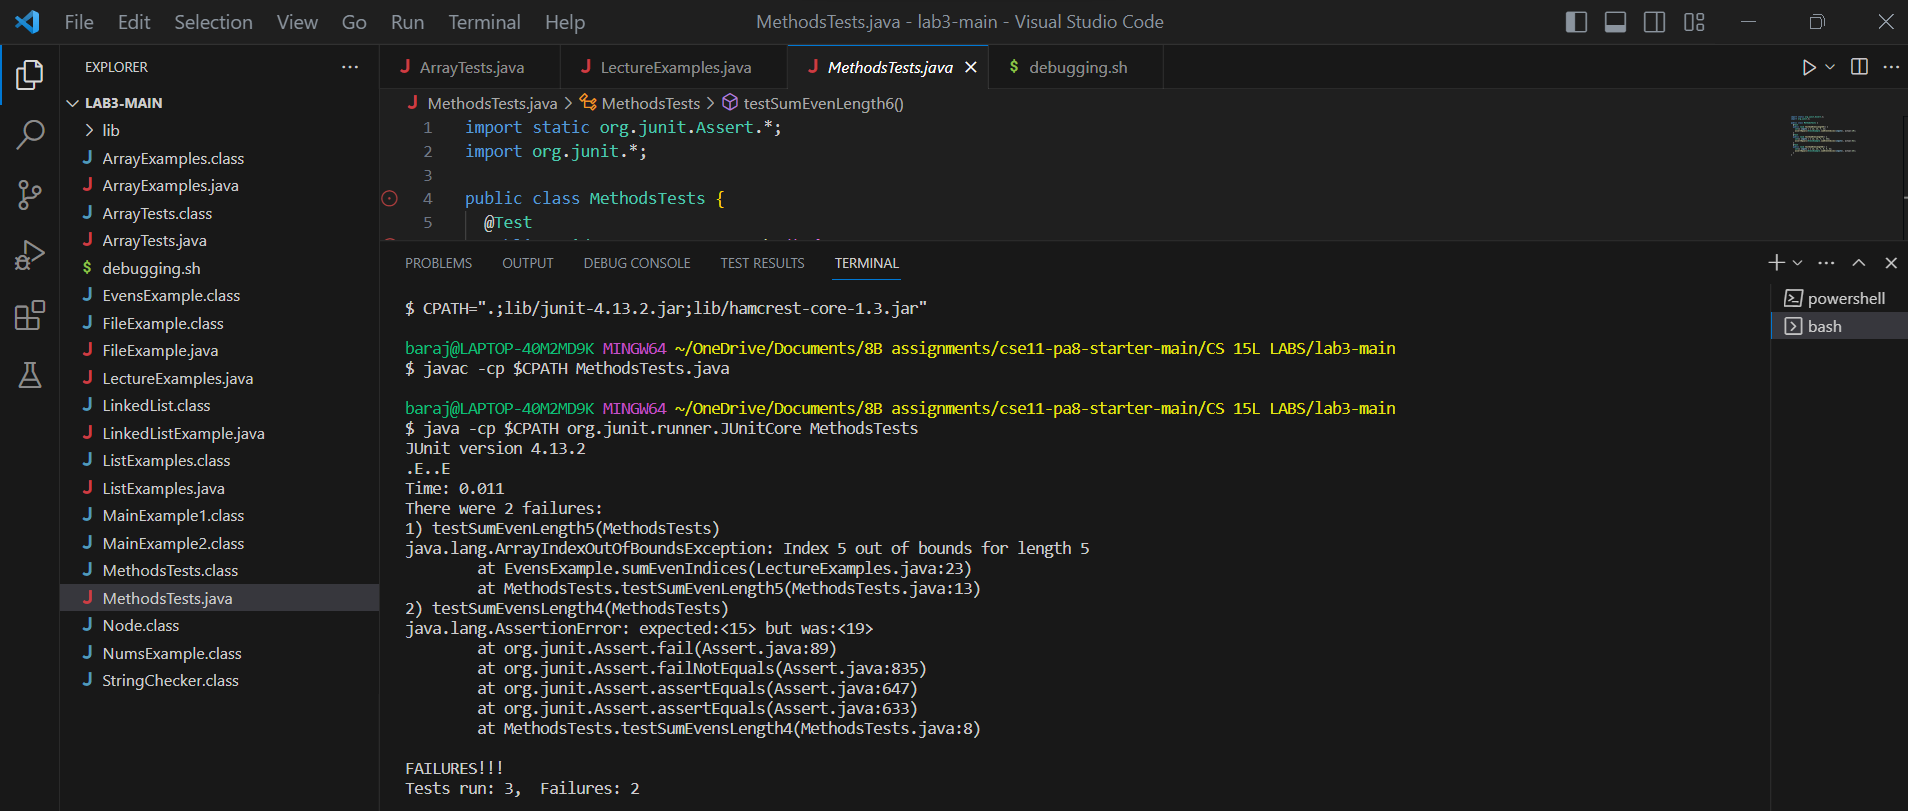 File Edit Selection View Go Run Terminal Help MethodsTests.java - lab3-main - Visual Studio Code
EXPLORER
LAB3-MAIN
lib
ArrayExamples.class
ArrayExamples.java
ArrayTests.class
ArrayTests.java
debugging.sh
EvensExample.class
FileExample.class
FileExample.java
LectureExamples.java
LinkedList.class
LinkedListExample.java
ListExamples.class
ListExamples.java
MainExample1.class
MainExample2.class
MethodsTests.class
MethodsTests.java
Node.class
NumsExample.class
StringChecker.class
ArrayTests.java LectureExamples.java MethodsTests.java debugging.sh
MethodsTests.java > MethodsTests > testSumEvenLength6()
1 import static org.junit.Assert.*;
2 import org.junit.*;
3
4 public class MethodsTests {
5 @Test
PROBLEMS OUTPUT DEBUG CONSOLE TEST RESULTS TERMINAL
$ CPATH=".;lib/junit-4.13.2.jar;lib/hamcrest-core-1.3.jar"
baraj@LAPTOP-40M2MD9K MINGW64 ~/OneDrive/Documents/8B assignments/cse11-pa8-starter-main/CS 15L LABS/lab3-main
$ javac -cp $CPATH MethodsTests.java
baraj@LAPTOP-40M2MD9K MINGW64 ~/OneDrive/Documents/8B assignments/cse11-pa8-starter-main/CS 15L LABS/lab3-main
$ java -cp $CPATH org.junit.runner.JUnitCore MethodsTests
JUnit version 4.13.2
.E..E
Time: 0.011
There were 2 failures:
1) testSumEvenLength5(MethodsTests)
java.lang.ArrayIndexOutOfBoundsException: Index 5 out of bounds for length 5
at EvensExample.sumEvenIndices(LectureExamples.java:23)
at MethodsTests.testSumEvenLength5(MethodsTests.java:13)
2) testSumEvensLength4(MethodsTests)
java.lang.AssertionError: expected:<15> but was:<19>
at org.junit.Assert.fail(Assert.java:89)
at org.junit.Assert.failNotEquals(Assert.java:835)
at org.junit.Assert.assertEquals(Assert.java:647)
at org.junit.Assert.assertEquals(Assert.java:633)
at MethodsTests.testSumEvensLength4(MethodsTests.java:8)
FAILURES!!!
Tests run: 3,  Failures: 2
powershell
bash